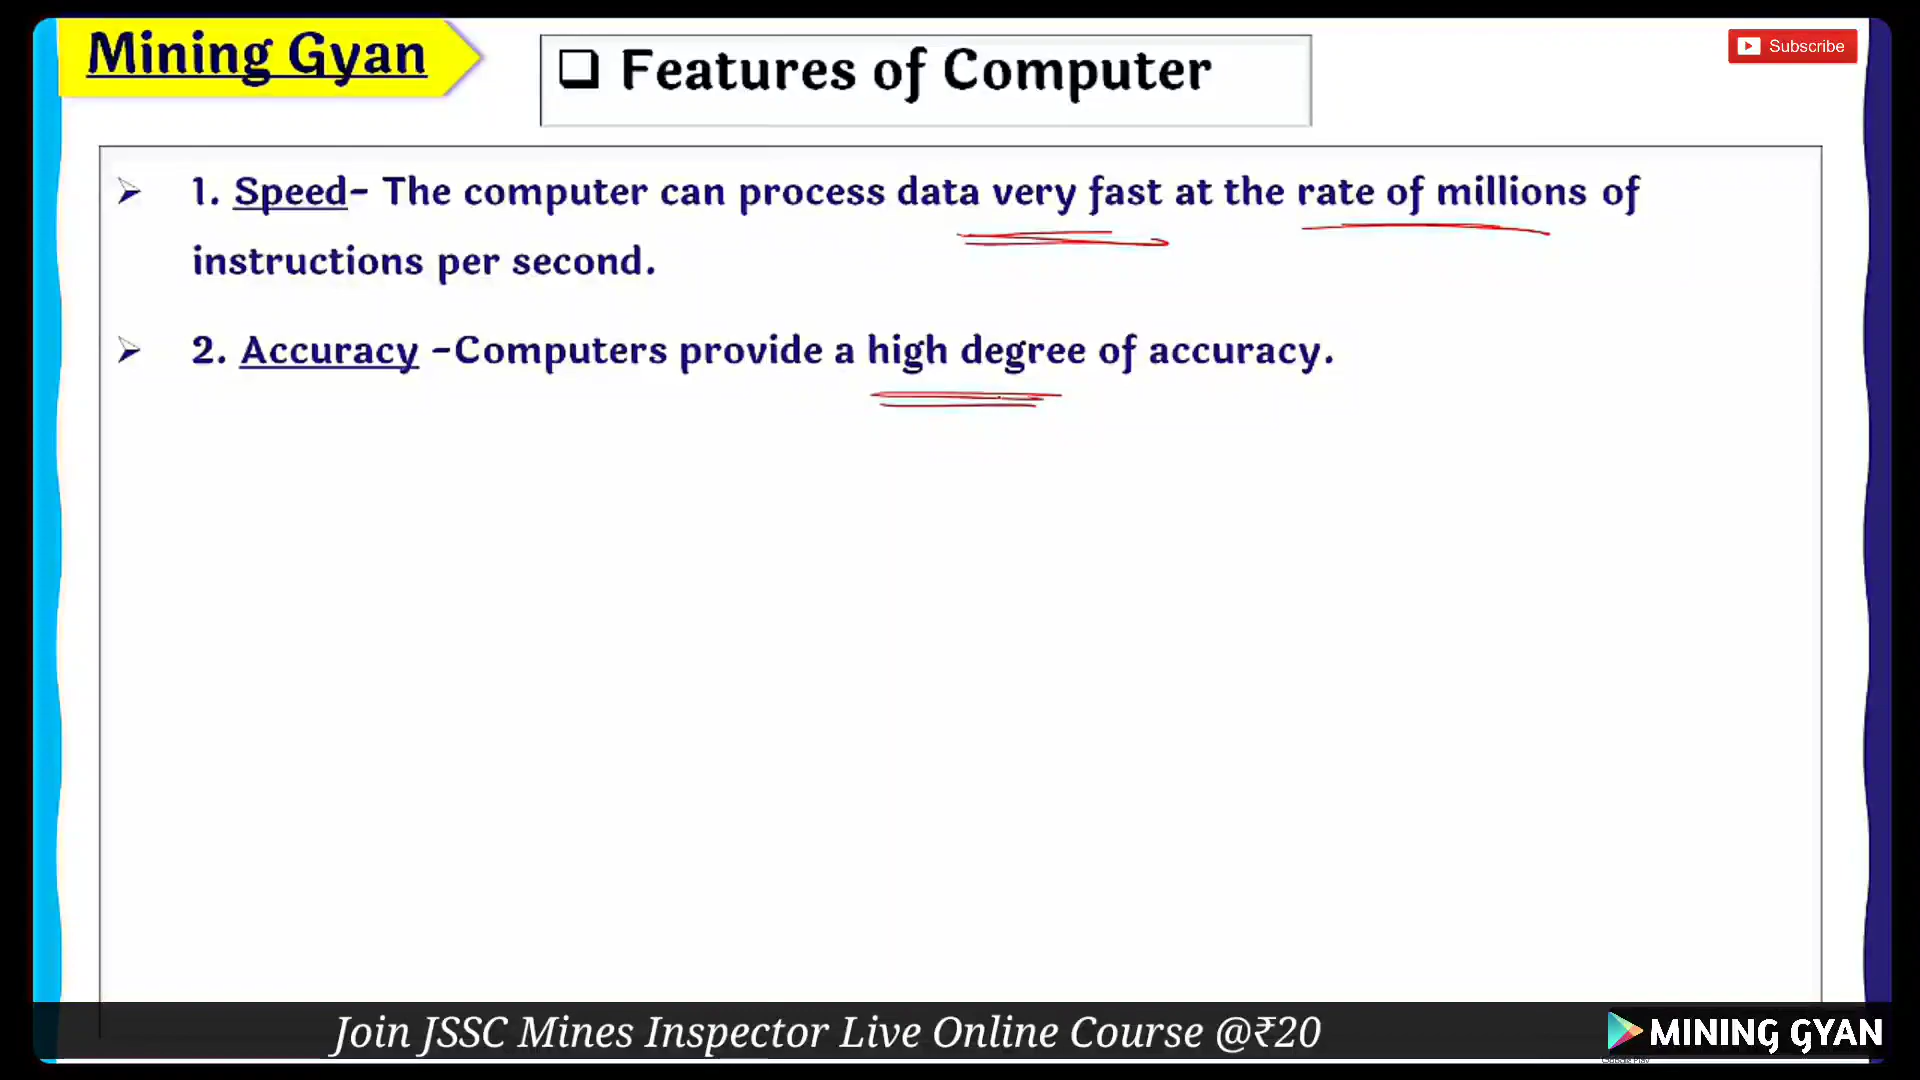 Mining Gyan
Features of Computer
Subscribe
1. Speed- The computer can process data very fast at the rate of millions of
instructions per second.
2. Accuracy -Computers provide a high degree of accuracy.
Join JSSC Mines Inspector Live Online Course @₹20
MINING GYAN
Google Play